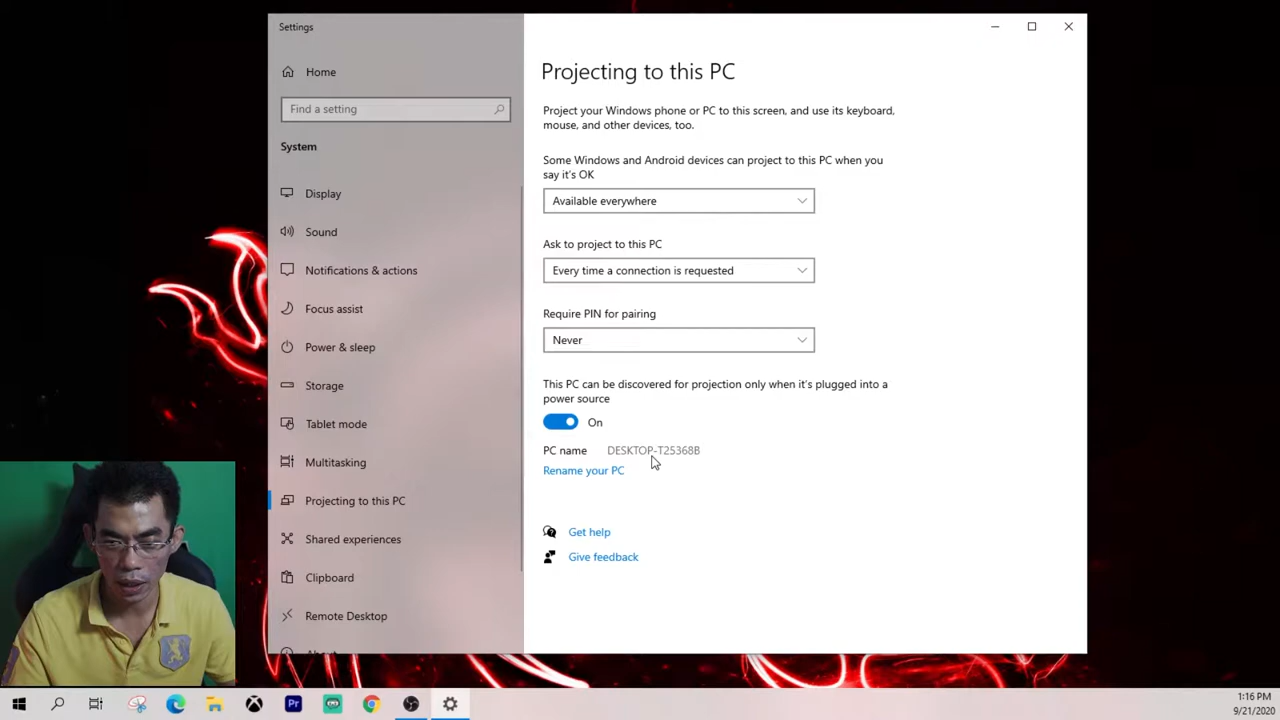 Settings
Home
Find a setting
System
Display
Sound
Notifications & actions
Focus assist
Power & sleep
Storage
Tablet mode
Multitasking
Projecting to this PC
Shared experiences
Clipboard
Remote Desktop
About
Projecting to this PC
Project your Windows phone or PC to this screen, and use its keyboard,
mouse, and other devices, too.
Some Windows and Android devices can project to this PC when you
say it's OK
Available everywhere
Ask to project to this PC
Every time a connection is requested
Require PIN for pairing
Never
This PC can be discovered for projection only when it's plugged into a
power source
On
PC name DESKTOP-T25368B
Rename your PC
Get help
Give feedback
Pr
1:16 PM
9/21/2020